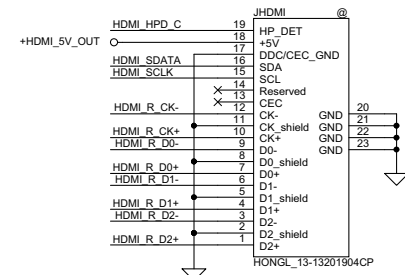 JHDMI @
HDMI_HPD_C 19 HP_DET
+HDMI_5V_OUT 18 +5V
17 DDC/CEC_GND
HDMI_SDATA 16 SDA
HDMI_SCLK 15 SCL
14 Reserved
13 CEC
HDMI_R_CK- 12 CK- GND 20
11 CK_shield GND 21
HDMI_R_CK+ 10 CK+ GND 22
HDMI_R_D0- 9 D0- GND 23
8 D0_shield
HDMI_R_D0+ 7 D0+
HDMI_R_D1- 6 D1-
5 D1_shield
HDMI_R_D1+ 4 D1+
HDMI_R_D2- 3 D2-
2 D2_shield
HDMI_R_D2+ 1 D2+
HONGL_13-13201904CP